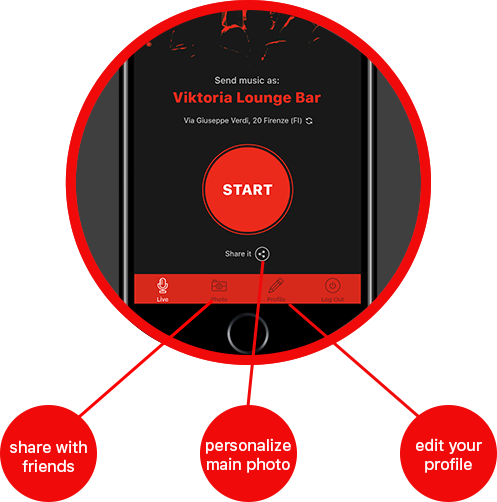 Send music as:
Viktoria Lounge Bar
Via Giuseppe Verdi, 20 Firenze (FI)
START
Share it
Live Photo Profile Log Out
share with
friends
personalize
main photo
edit your
profile